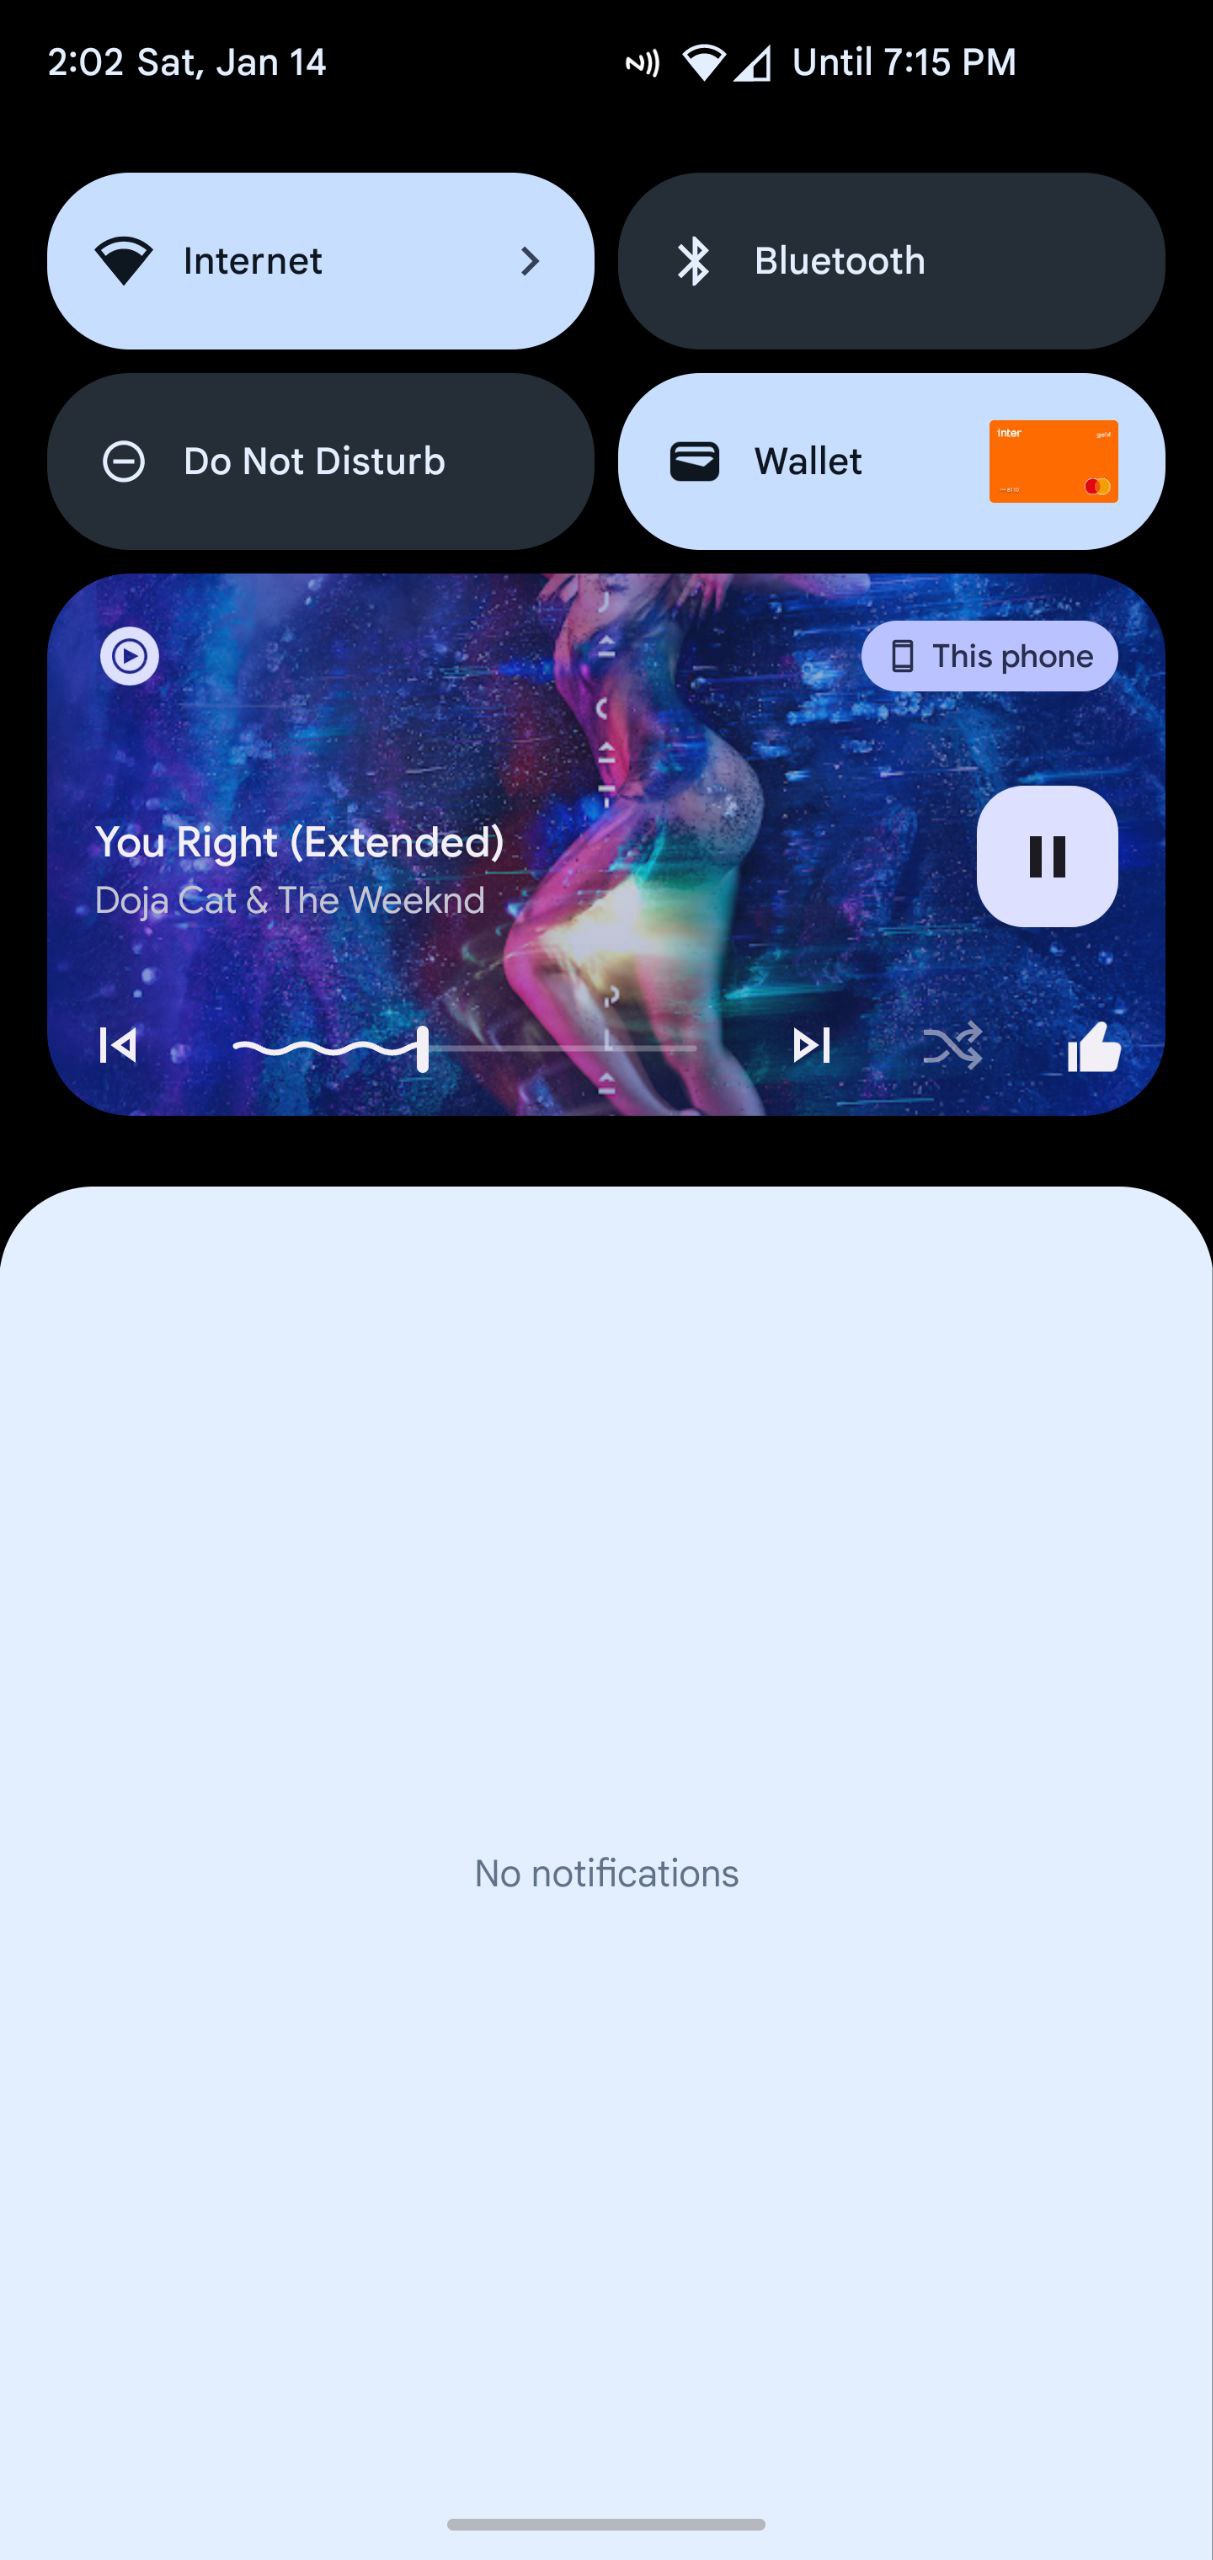 2:02 Sat, Jan 14
Until 7:15 PM
Internet
Bluetooth
Do Not Disturb
Wallet
inter
gold
This phone
You Right (Extended)
Doja Cat & The Weeknd
No notifications